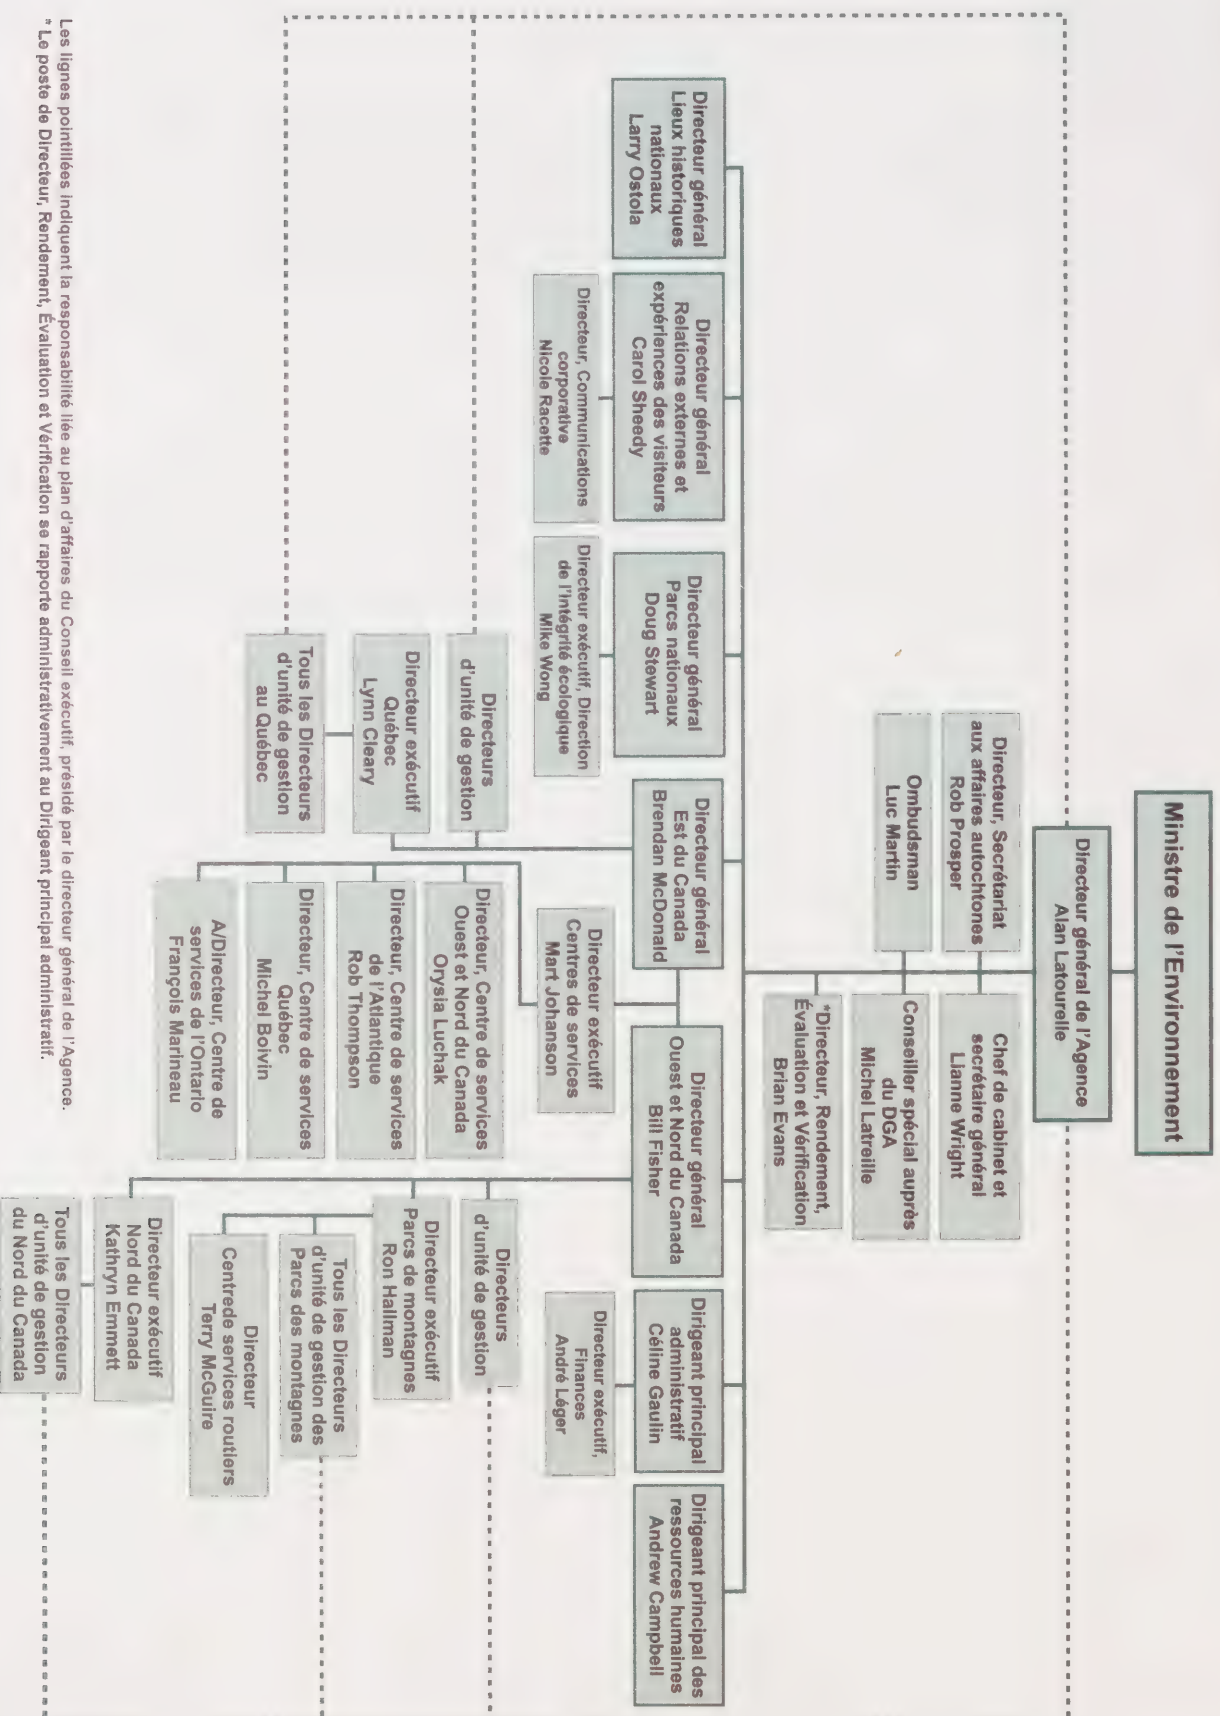 Ministre de l'Environnement
Directeur général de l'Agence
Alan Latourelle
Directeur, Secrétariat
aux affaires autochtones
Rob Prosper
Chef de cabinet et
secrétaire général
Lianne Wright
Ombudsman
Luc Martin
Conseiller spécial auprès
du DGA
Michel Latreille
*Directeur, Rendement,
Évaluation et Vérification
Brian Evans
Directeur général
Lieux historiques
nationaux
Larry Ostola
Directeur général
Relations externes et
expériences des visiteurs
Carol Sheedy
Directeur général
Parcs nationaux
Doug Stewart
Directeur général
Est du Canada
Brendan McDonald
Directeur général
Ouest et Nord du Canada
Bill Fisher
Dirigeant principal
administratif
Céline Gaulin
Dirigeant principal des
ressources humaines
Andrew Campbell
Directeur, Communications
corporative
Nicole Racette
Directeur exécutif, Direction
de l'Intégrité écologique
Mike Wong
Directeurs
d'unité de gestion
Directeur exécutif
Québec
Lynn Cleary
Tous les Directeurs
d'unité de gestion
au Québec
Directeur exécutif
Centres de services
Mart Johanson
Directeur, Centre de services
Ouest et Nord du Canada
Orysia Luchak
Directeur, Centre de services
de l'Atlantique
Rob Thompson
Directeur, Centre de services
Québec
Michel Boivin
A/Directeur, Centre de
services de l'Ontario
François Marineau
Directeurs
d'unité de gestion
Directeur exécutif
Parcs de montagnes
Ron Hallman
Tous les Directeurs
d'unité de gestion des
Parcs des montagnes
Directeur
Centrede services routiers
Terry McGuire
Directeur exécutif
Nord du Canada
Kathryn Emmett
Tous les Directeurs
d'unité de gestion
du Nord du Canada
Directeur exécutif,
Finances
André Léger
Les lignes pointillées indiquent la responsabilité liée au plan d'affaires du Conseil exécutif, présidé par le directeur général de l'Agence.
* Le poste de Directeur, Rendement, Évaluation et Vérification se rapporte administrativement au Dirigeant principal administratif.